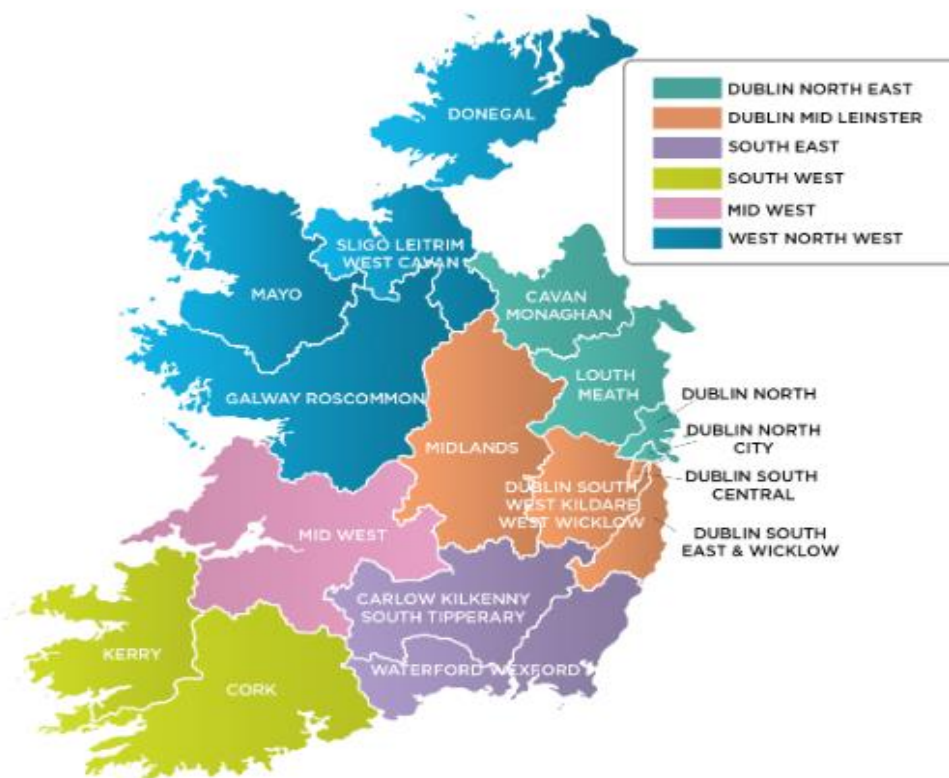 DONEGAL
DUBLIN NORTH EAST
DUBLIN MID LEINSTER
SOUTH EAST
SOUTH WEST
MID WEST
WEST NORTH WEST
SLIGO LEITRIM
WEST CAVAN
MAYO
CAVAN
MONAGHAN
LOUTH
MEATH
GALWAY ROSCOMMON
DUBLIN NORTH
DUBLIN NORTH
CITY
MIDLANDS
DUBLIN SOUTH
CENTRAL
DUBLIN SOUTH
WEST KILDARE
WEST WICKLOW
DUBLIN SOUTH
EAST & WICKLOW
MID WEST
CARLOW KILKENNY
SOUTH TIPPERARY
KERRY
WATERFORD
WEXFORD
CORK